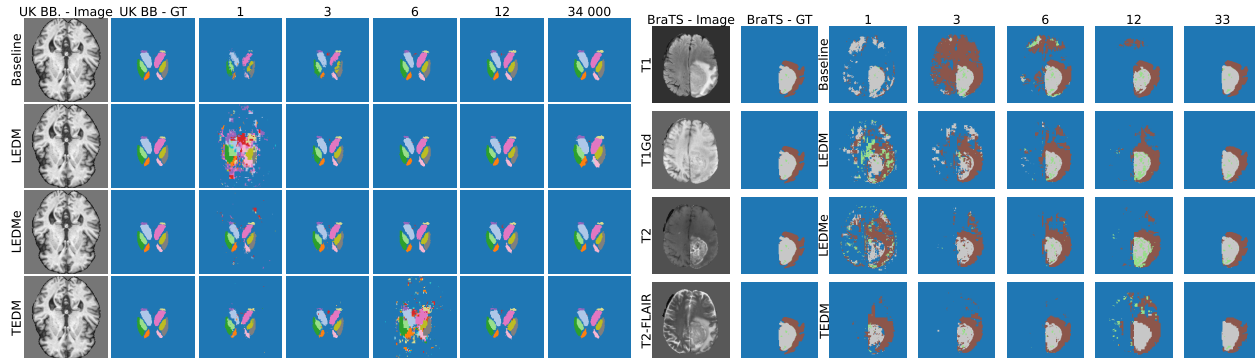 UK BB. - Image UK BB - GT 1 3 6 12 34 000
Baseline
LEDM
LEDMe
TEDM
BraTS - Image BraTS - GT 1 3 6 12 33
T1 Baseline
T1Gd LEDM
T2 LEDMe
T2-FLAIR TEDM